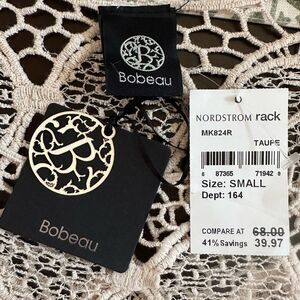 B
Bobeau
B
Bobeau
NORDSTROM rack
MK824R
TAUPE
6 87365 71942 8
Size: SMALL
Dept: 164
COMPARE AT 68.00
41% Savings 39.97